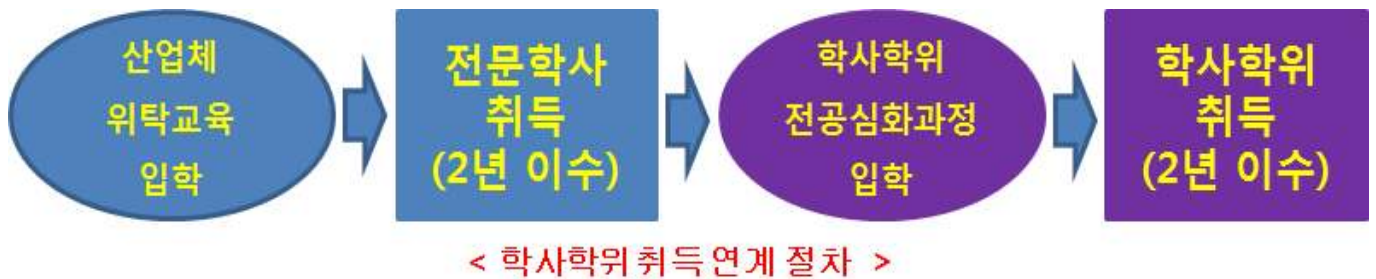 산업체
위탁교육
입학
전문학사
취득
(2년 이수)
학사학위
전공심화과정
입학
학사학위
취득
(2년 이수)
< 학사학위 취득 연계 절차 >